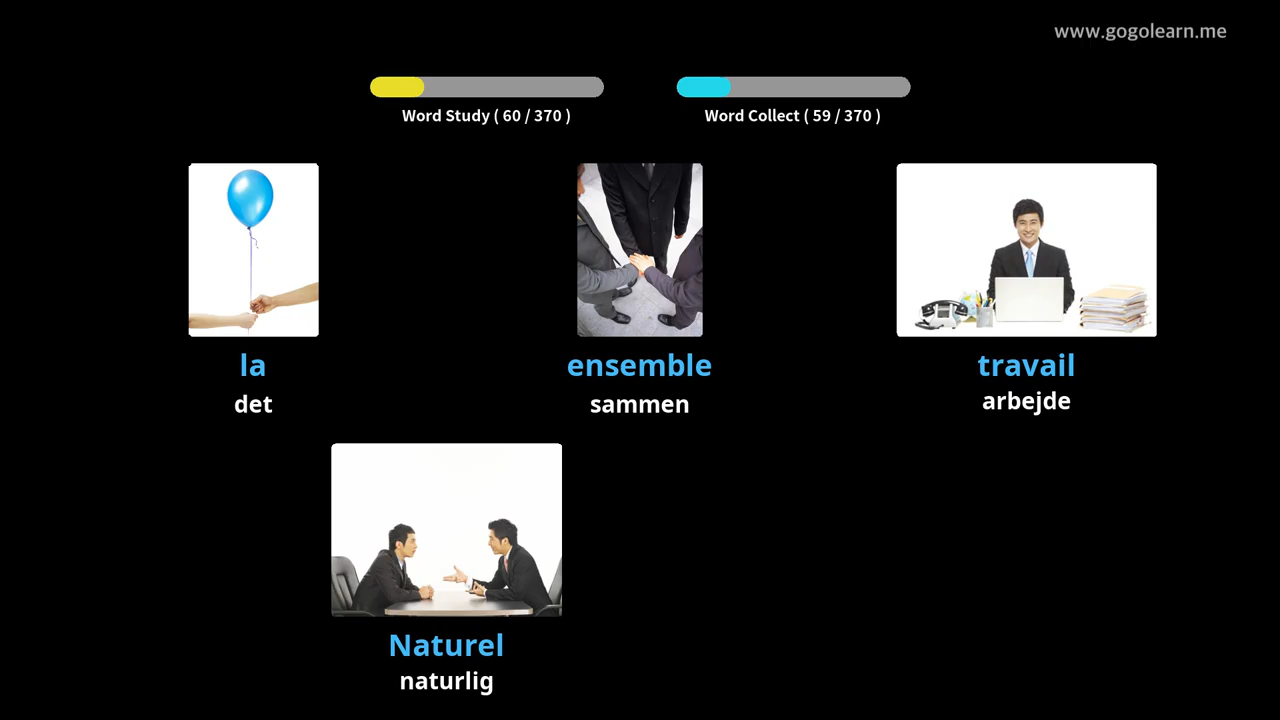 www.gogolearn.me
Word Study ( 60 / 370 )
Word Collect ( 59 / 370 )
la
det
ensemble
sammen
travail
arbejde
Naturel
naturlig